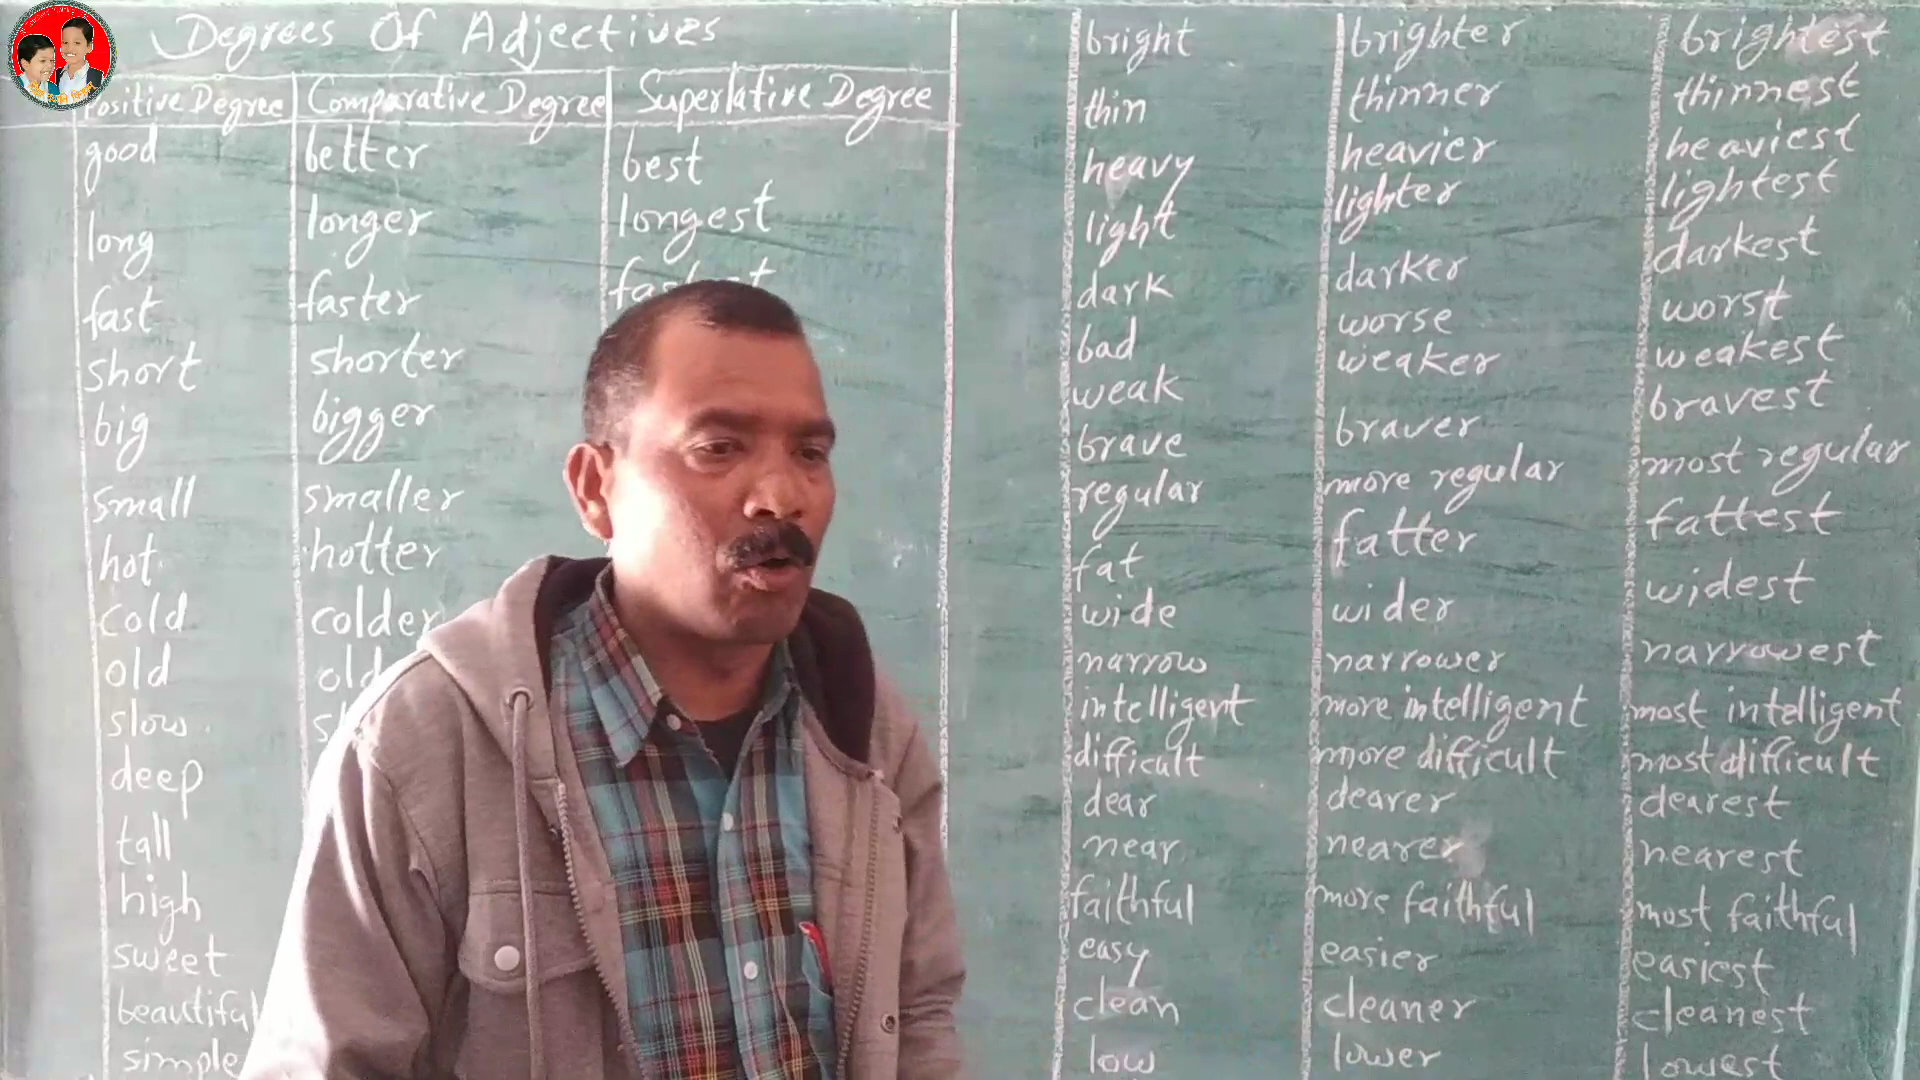 Degrees Of Adjectives
Positive Degree Comparative Degree Superlative Degree
good better best
long longer longest
fast faster
short shorter
big bigger
small smaller
hot hotter
cold colder
old
slow
deep
tall
high
sweet
beautiful
simple
bright brighter brightest
thin thinner thinnest
heavy heavier heaviest
light lighter lightest
dark darker darkest
bad worse worst
weak weaker weakest
brave braver bravest
regular more regular most regular
fat fatter fattest
wide wider widest
narrow narrower narrowest
intelligent more intelligent most intelligent
difficult more difficult most difficult
dear dearer dearest
near nearer nearest
faithful more faithful most faithful
easy easier easiest
clean cleaner cleanest
low lower lowest